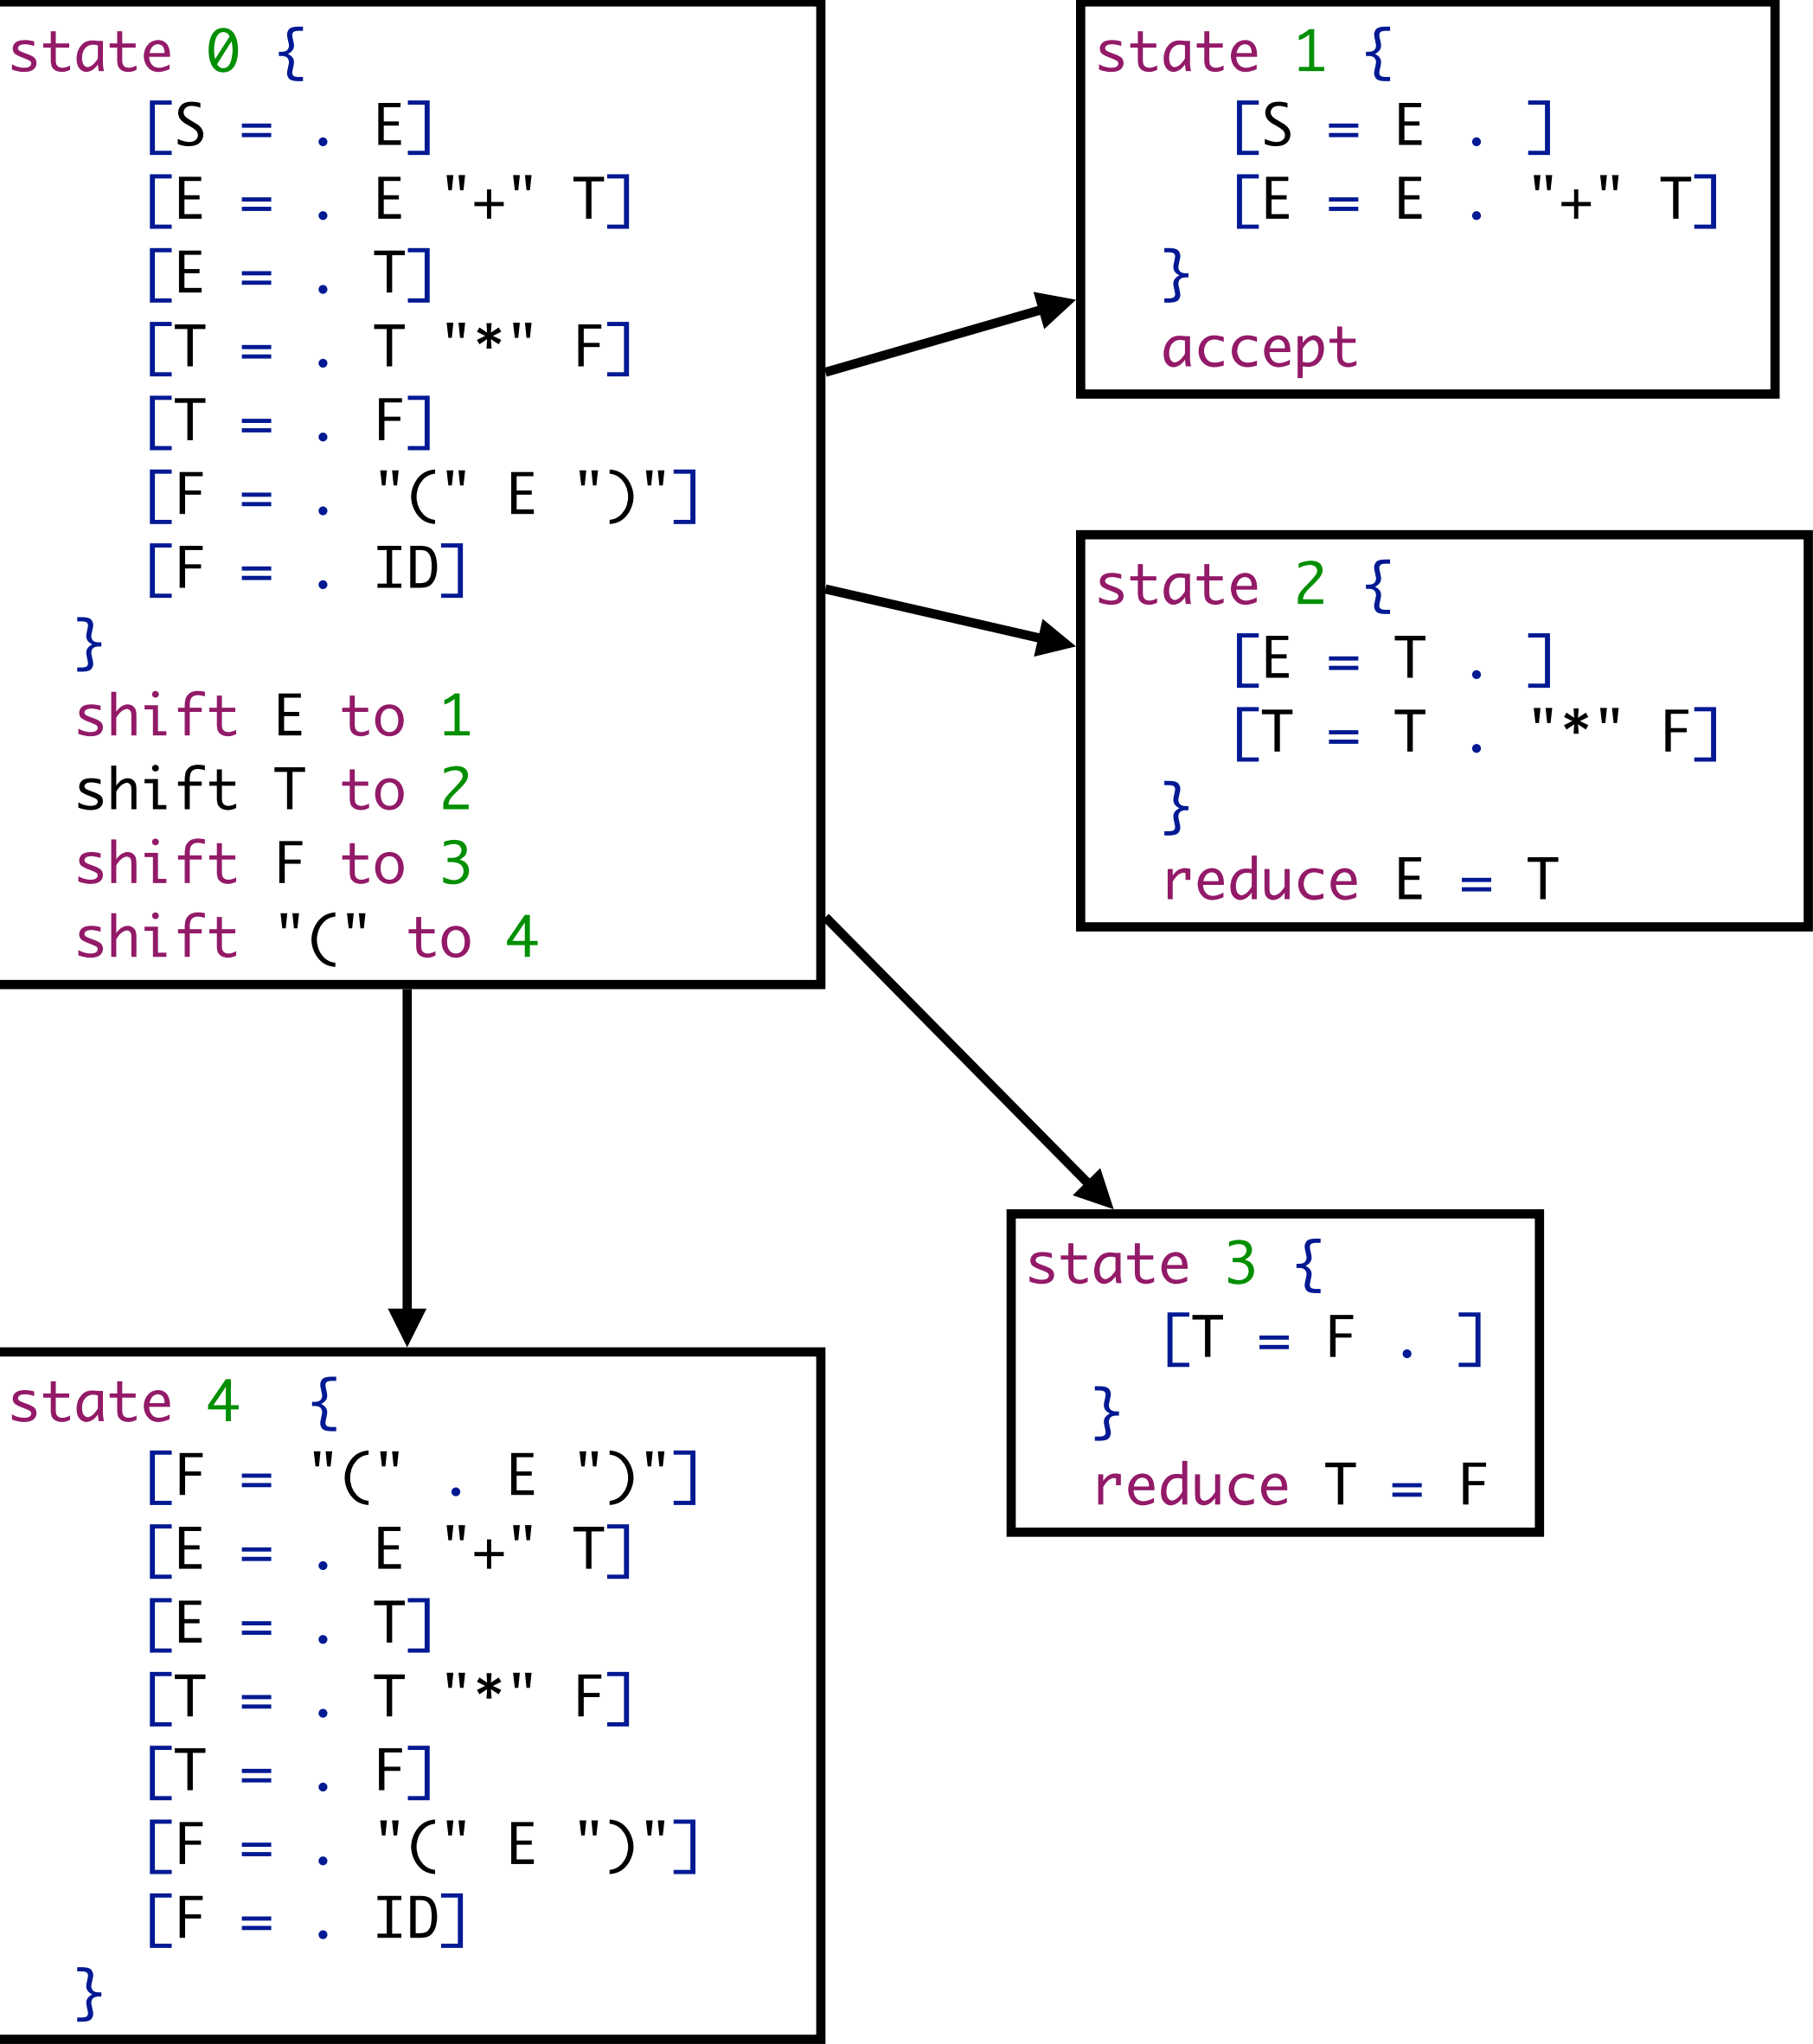 state 0 {
[S = . E]
[E = . E "+" T]
[E = . T]
[T = . T "*" F]
[T = . F]
[F = . "(" E ")"]
[F = . ID]
}
shift E to 1
shift T to 2
shift F to 3
shift "(" to 4
state 1 {
[S = E . ]
[E = E . "+" T]
}
accept
state 2 {
[E = T . ]
[T = T . "*" F]
}
reduce E = T
state 3 {
[T = F . ]
}
reduce T = F
state 4 {
[F = "(" . E ")"]
[E = . E "+" T]
[E = . T]
[T = . T "*" F]
[T = . F]
[F = . "(" E ")"]
[F = . ID]
}